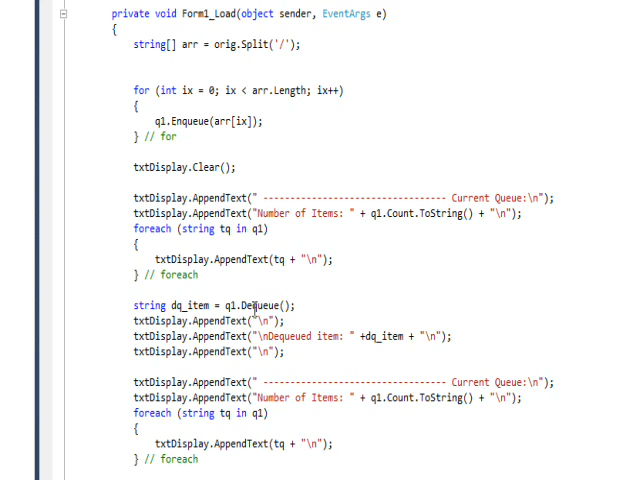 private void Form1_Load(object sender, EventArgs e)
{
string[] arr = orig.Split('/');
for (int ix = 0; ix < arr.Length; ix++)
{
q1.Enqueue(arr[ix]);
} // for
txtDisplay.Clear();
txtDisplay.AppendText(" ---------------------------------- Current Queue:\n");
txtDisplay.AppendText("Number of Items: " + q1.Count.ToString() + "\n");
foreach (string tq in q1)
{
txtDisplay.AppendText(tq + "\n");
} // foreach
string dq_item = q1.Dequeue();
txtDisplay.AppendText("\n");
txtDisplay.AppendText("\nDequeued item: " +dq_item + "\n");
txtDisplay.AppendText("\n");
txtDisplay.AppendText(" ---------------------------------- Current Queue:\n");
txtDisplay.AppendText("Number of Items: " + q1.Count.ToString() + "\n");
foreach (string tq in q1)
{
txtDisplay.AppendText(tq + "\n");
} // foreach